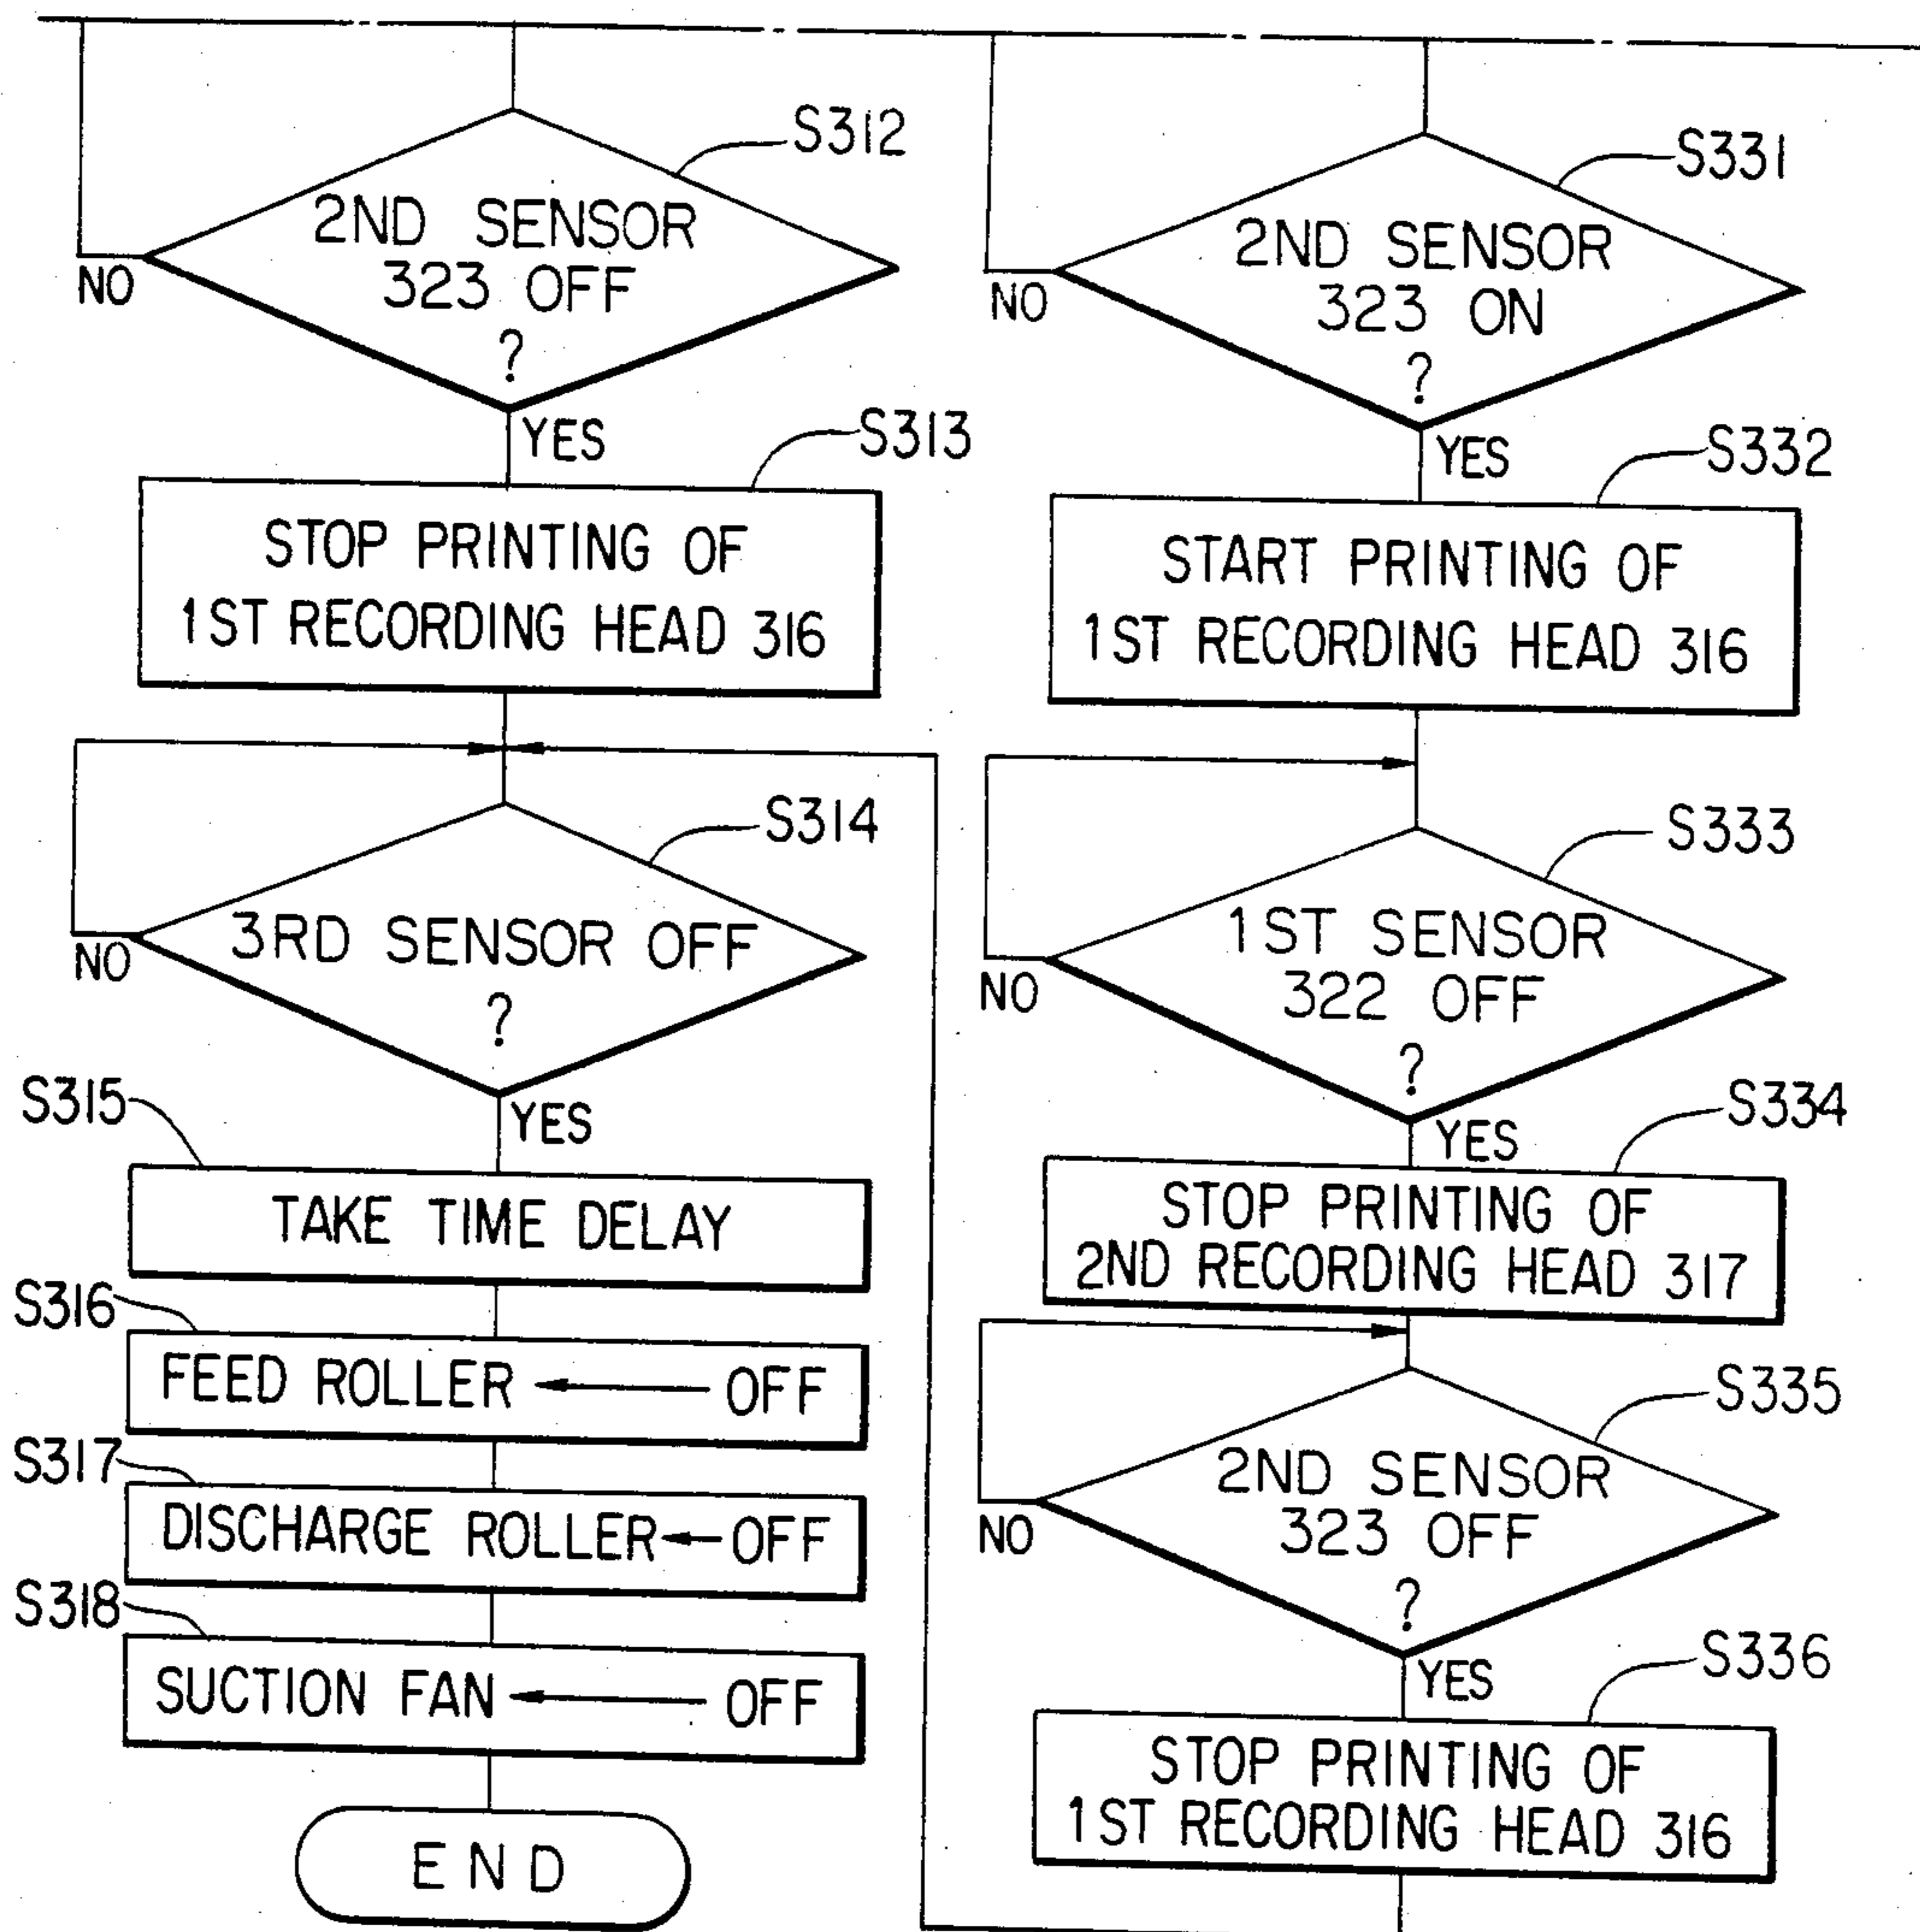 S312
2ND SENSOR
323 OFF
?
NO
YES
S313
STOP PRINTING OF
1ST RECORDING HEAD 316
S314
3RD SENSOR OFF
?
NO
YES
S315
TAKE TIME DELAY
S316
FEED ROLLER ← OFF
S317
DISCHARGE ROLLER ← OFF
S318
SUCTION FAN ← OFF
END
S331
2ND SENSOR
323 ON
?
NO
YES
S332
START PRINTING OF
1ST RECORDING HEAD 316
S333
1ST SENSOR
322 OFF
?
NO
YES
S334
STOP PRINTING OF
2ND RECORDING HEAD 317
S335
2ND SENSOR
323 OFF
?
NO
YES
S336
STOP PRINTING OF
1ST RECORDING HEAD 316